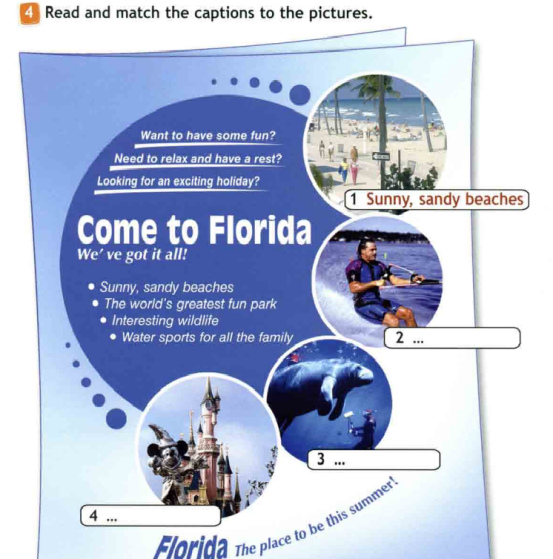 4 Read and match the captions to the pictures.
Want to have some fun?
Need to relax and have a rest?
Looking for an exciting holiday?
Come to Florida
We' ve got it all!
• Sunny, sandy beaches
• The world's greatest fun park
• Interesting wildlife
• Water sports for all the family
1 Sunny, sandy beaches
2 ...
3 ...
4 ...
Florida The place to be this summer!